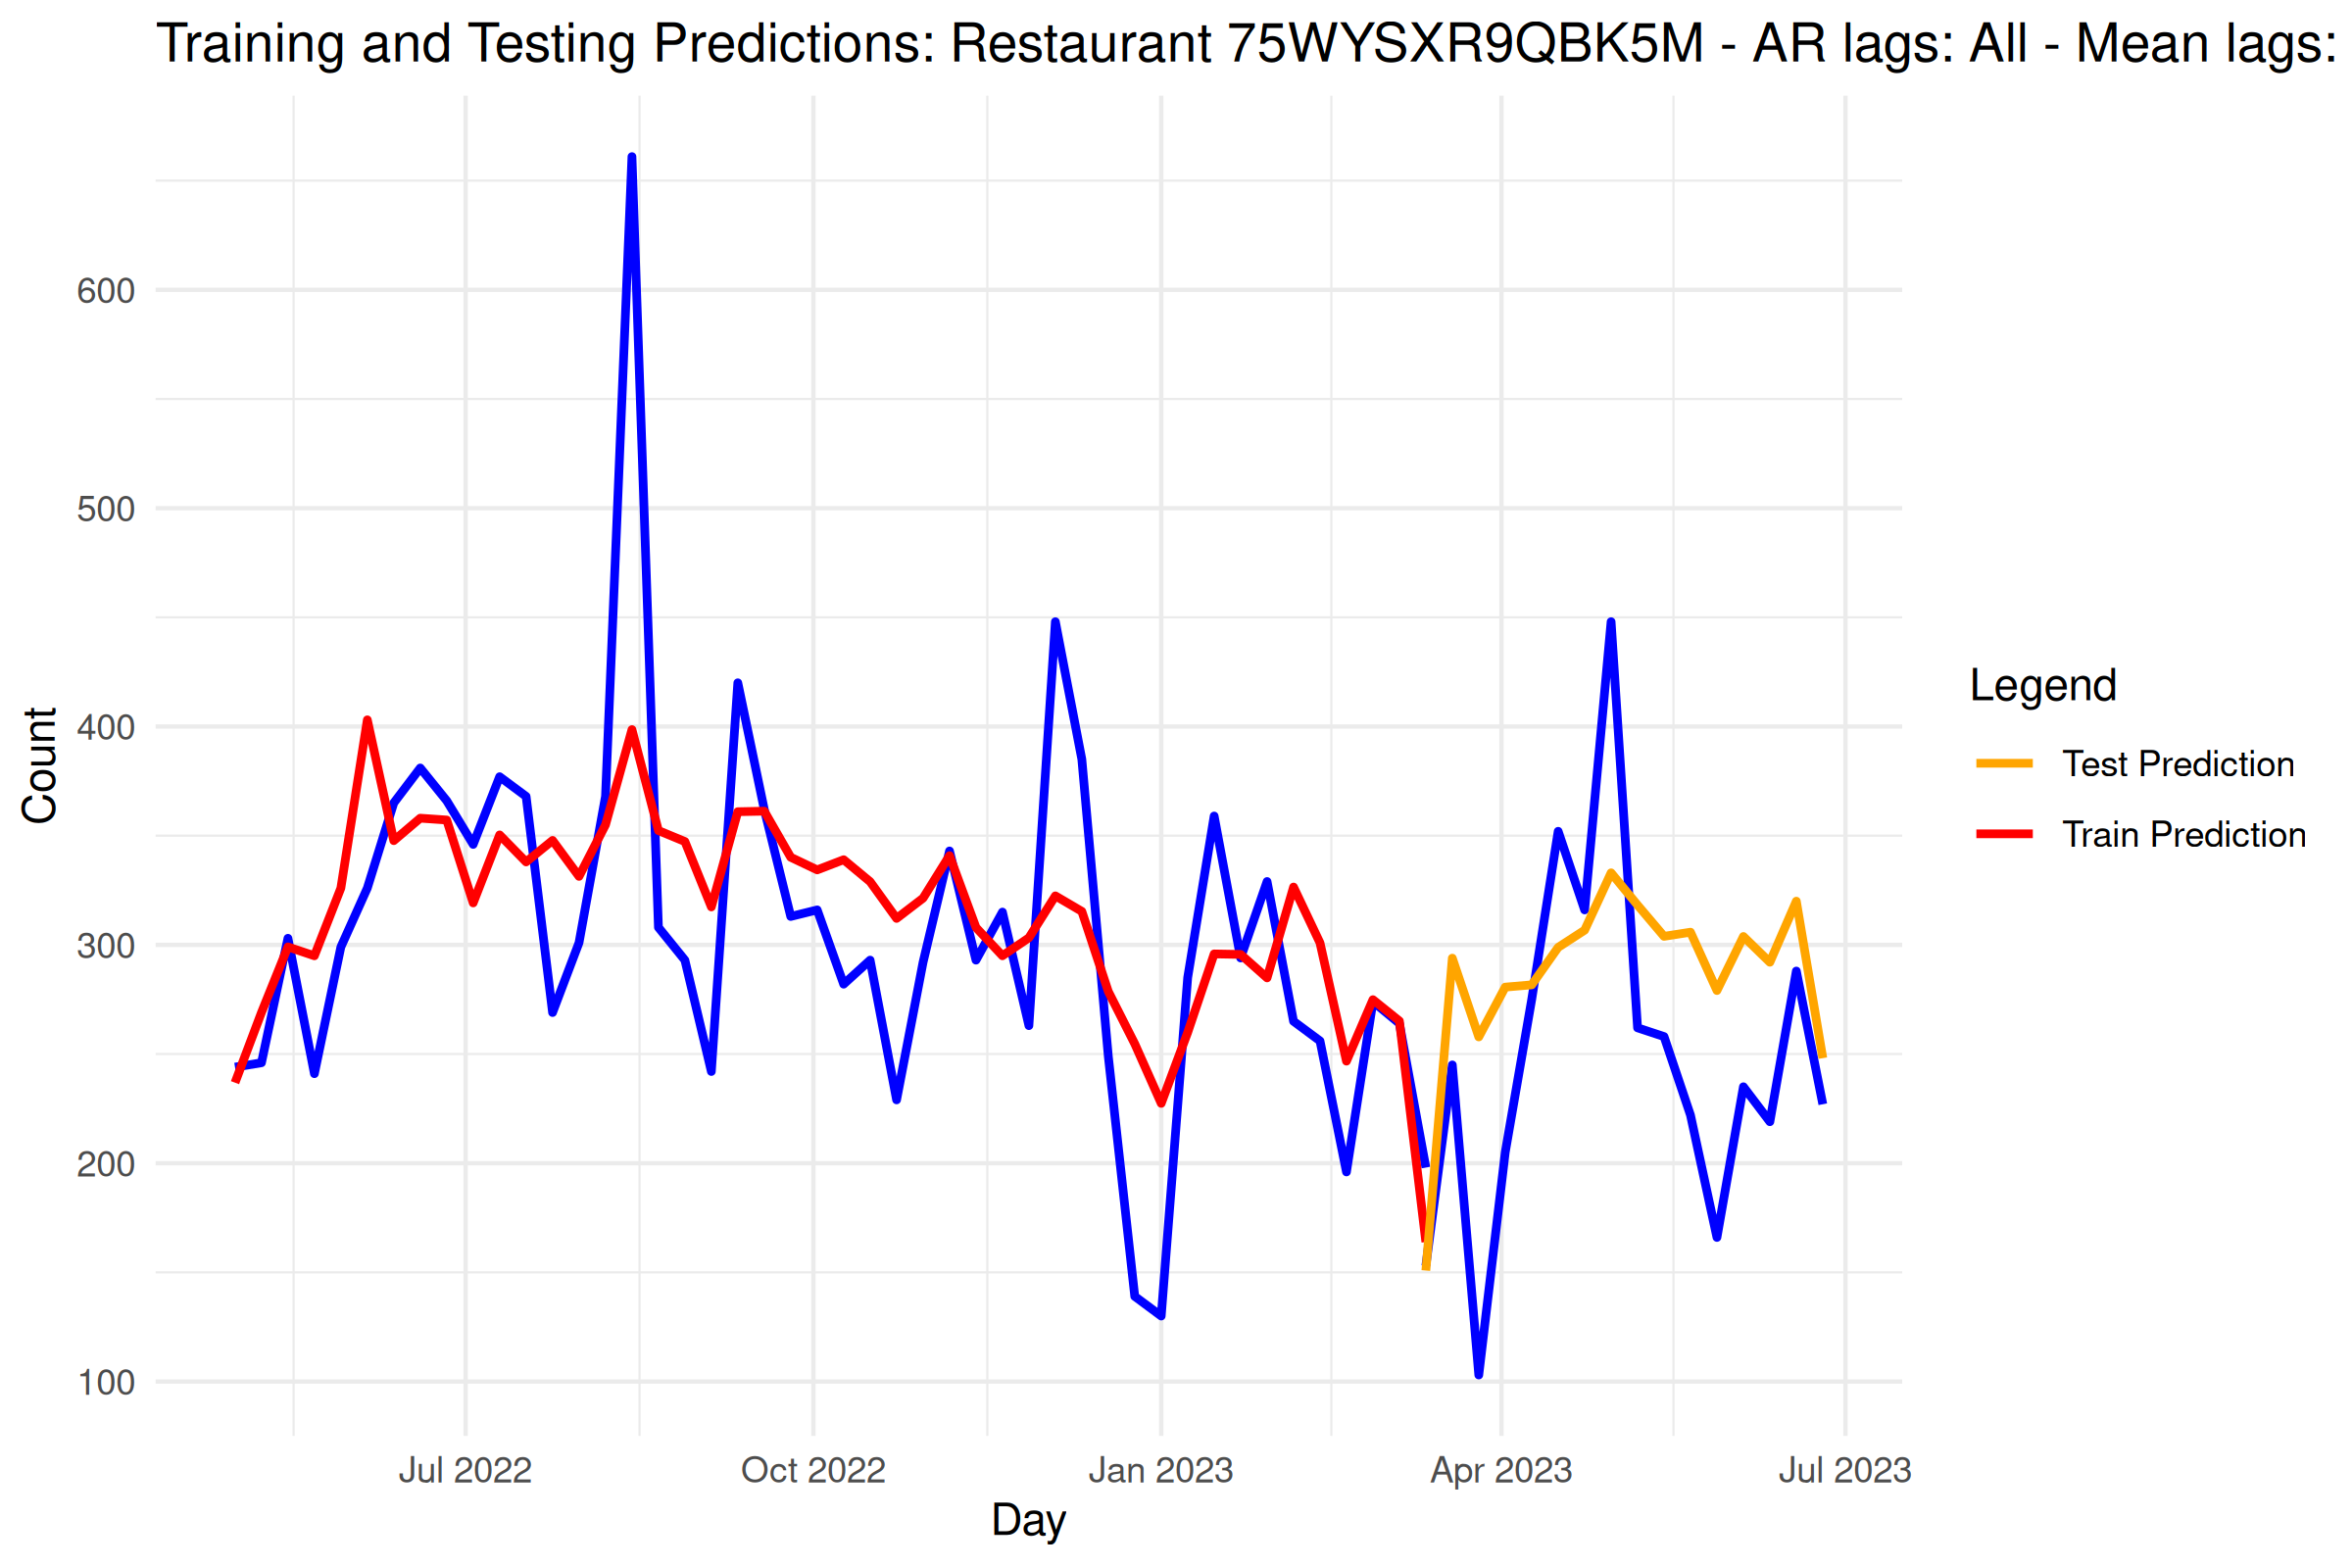 Training and Testing Predictions: Restaurant 75WYSXR9QBK5M - AR lags: All - Mean lags:
Count
600
500
400
300
200
100
Jul 2022
Oct 2022
Jan 2023
Apr 2023
Jul 2023
Day
Legend
Test Prediction
Train Prediction